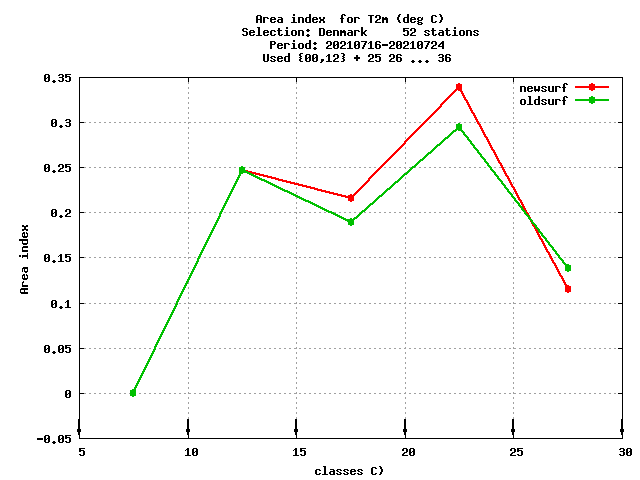 Area index  for T2m (deg C)
Selection: Denmark     52 stations
Period: 20210716-20210724
Used {00,12} + 25 26 ... 36
newsurf
oldsurf
0.35
0.3
0.25
0.2
0.15
0.1
0.05
0
-0.05
Area index
5 10 15 20 25 30
classes C)